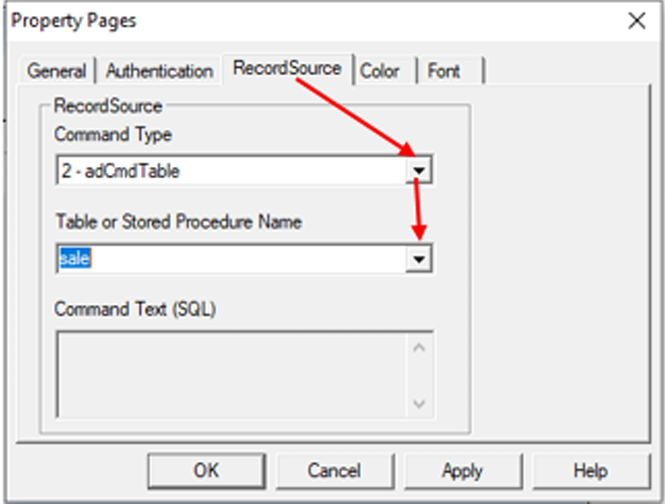 Property Pages
General Authentication RecordSource Color Font
RecordSource
Command Type
2 - adCmdTable
Table or Stored Procedure Name
sale
Command Text (SQL)
OK Cancel Apply Help